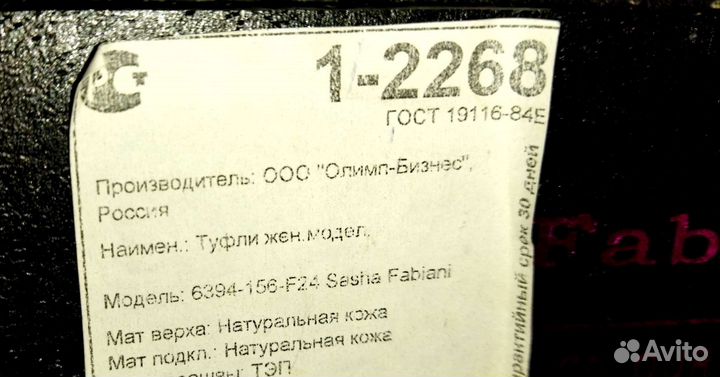 1-2268
ГОСТ 19116-84Е
Производитель: ООО "Олимп-Бизнес",
Россия
Наимен.: Туфли жен.модел.
Модель: 6394-156-F24 Sasha Fabiani
Мат верха: Натуральная кожа
Мат подкл.: Натуральная кожа
ТЭП
срок 30 дней
Fab
Avito